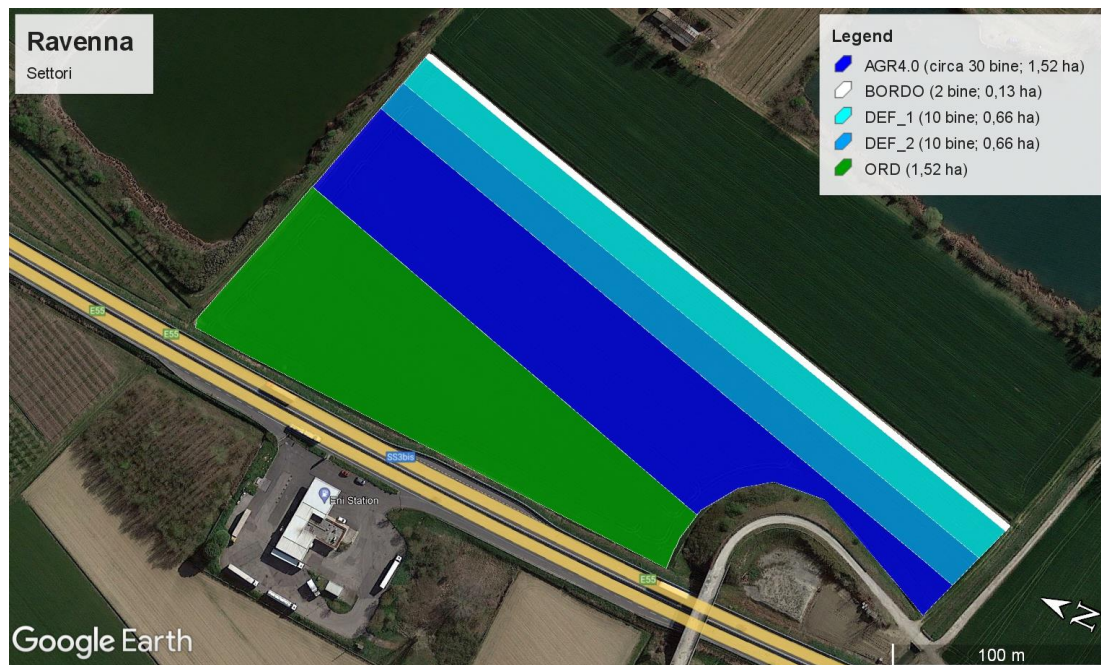 Ravenna
Settori
Legend
AGR4.0 (circa 30 bine; 1,52 ha)
BORDO (2 bine; 0,13 ha)
DEF_1 (10 bine; 0,66 ha)
DEF_2 (10 bine; 0,66 ha)
ORD (1,52 ha)
E55
E55
SS3bis
Eni Station
E55
Google Earth
N
100 m